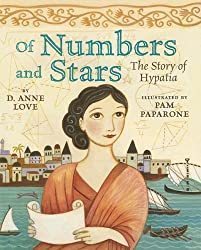 OF NUMBERS
AND STARS
The Story of
Hypatia
BY
D. ANNE
LOVE
ILLUSTRATED BY
PAM
PAPARONE